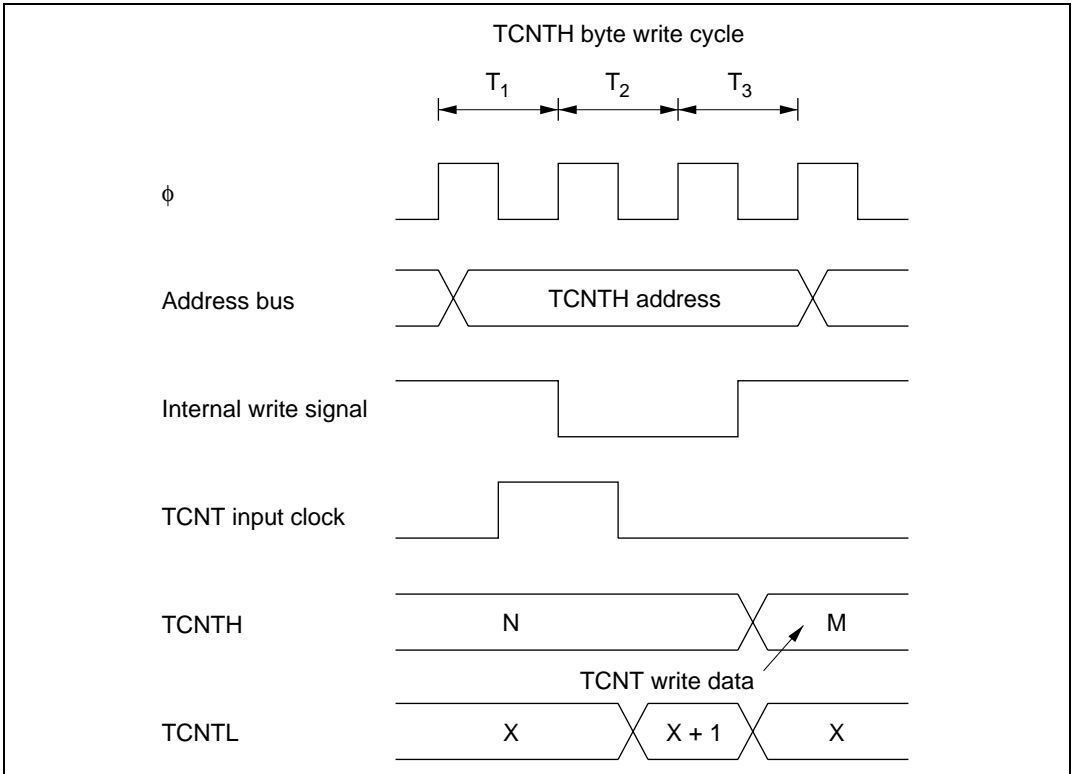 TCNTH byte write cycle
T1 T2 T3
φ
Address bus TCNTH address
Internal write signal
TCNT input clock
TCNTH N M
TCNT write data
TCNTL X X + 1 X